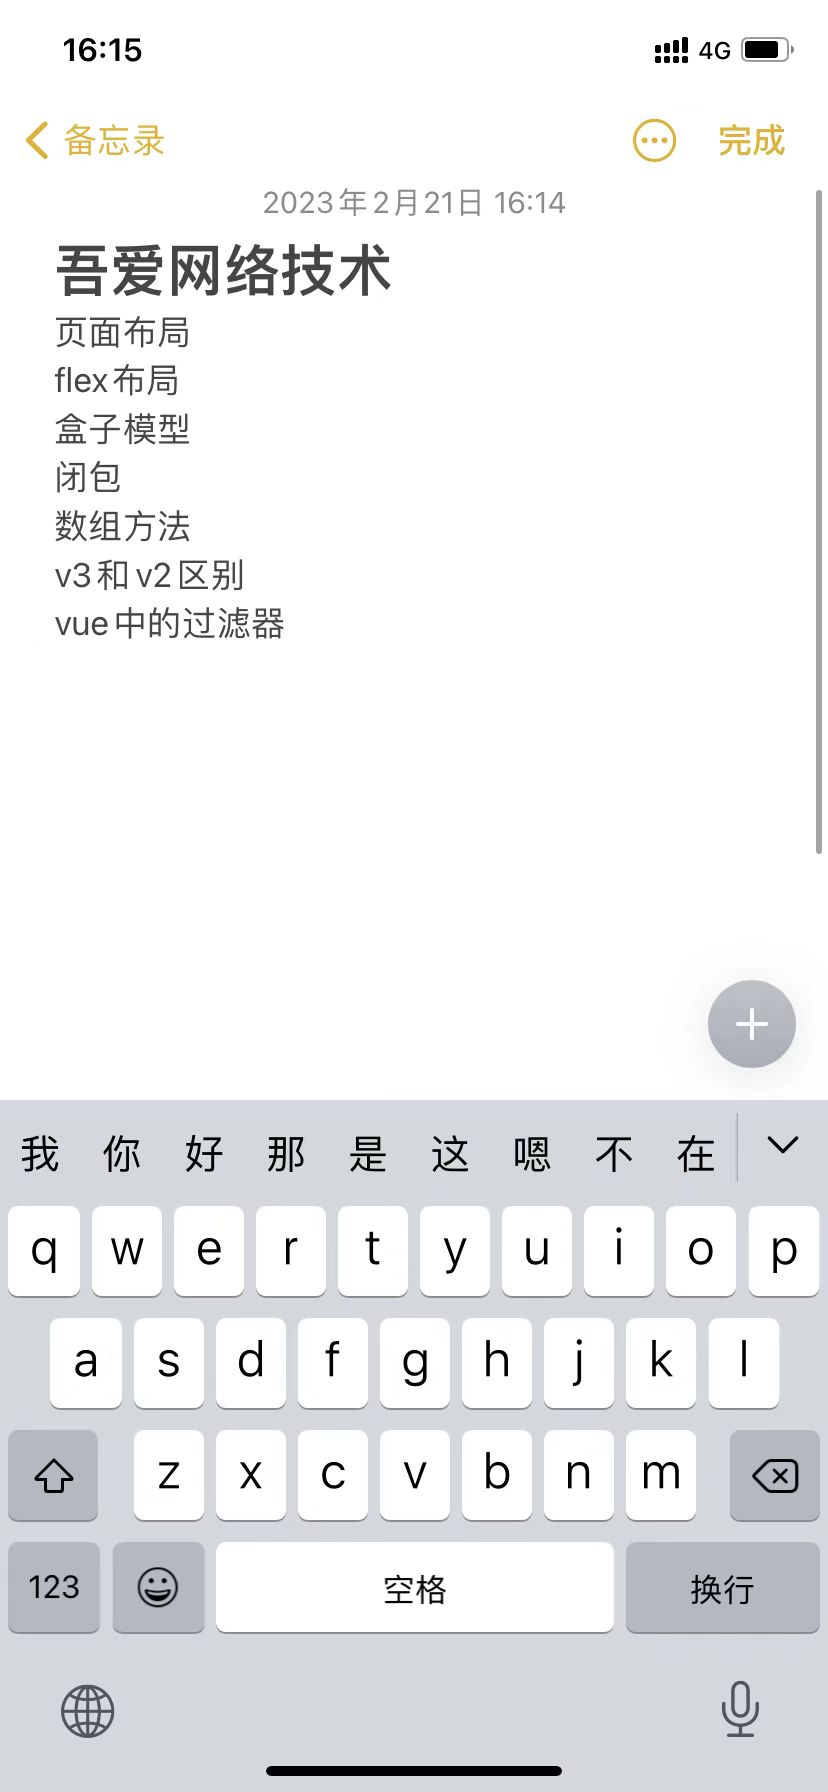 16:15
4G
备忘录
完成
2023年2月21日 16:14
吾爱网络技术
页面布局
flex布局
盒子模型
闭包
数组方法
v3和v2区别
vue中的过滤器
我 你 好 那 是 这 嗯 不 在
q w e r t y u i o p
a s d f g h j k l
z x c v b n m
123 空格 换行